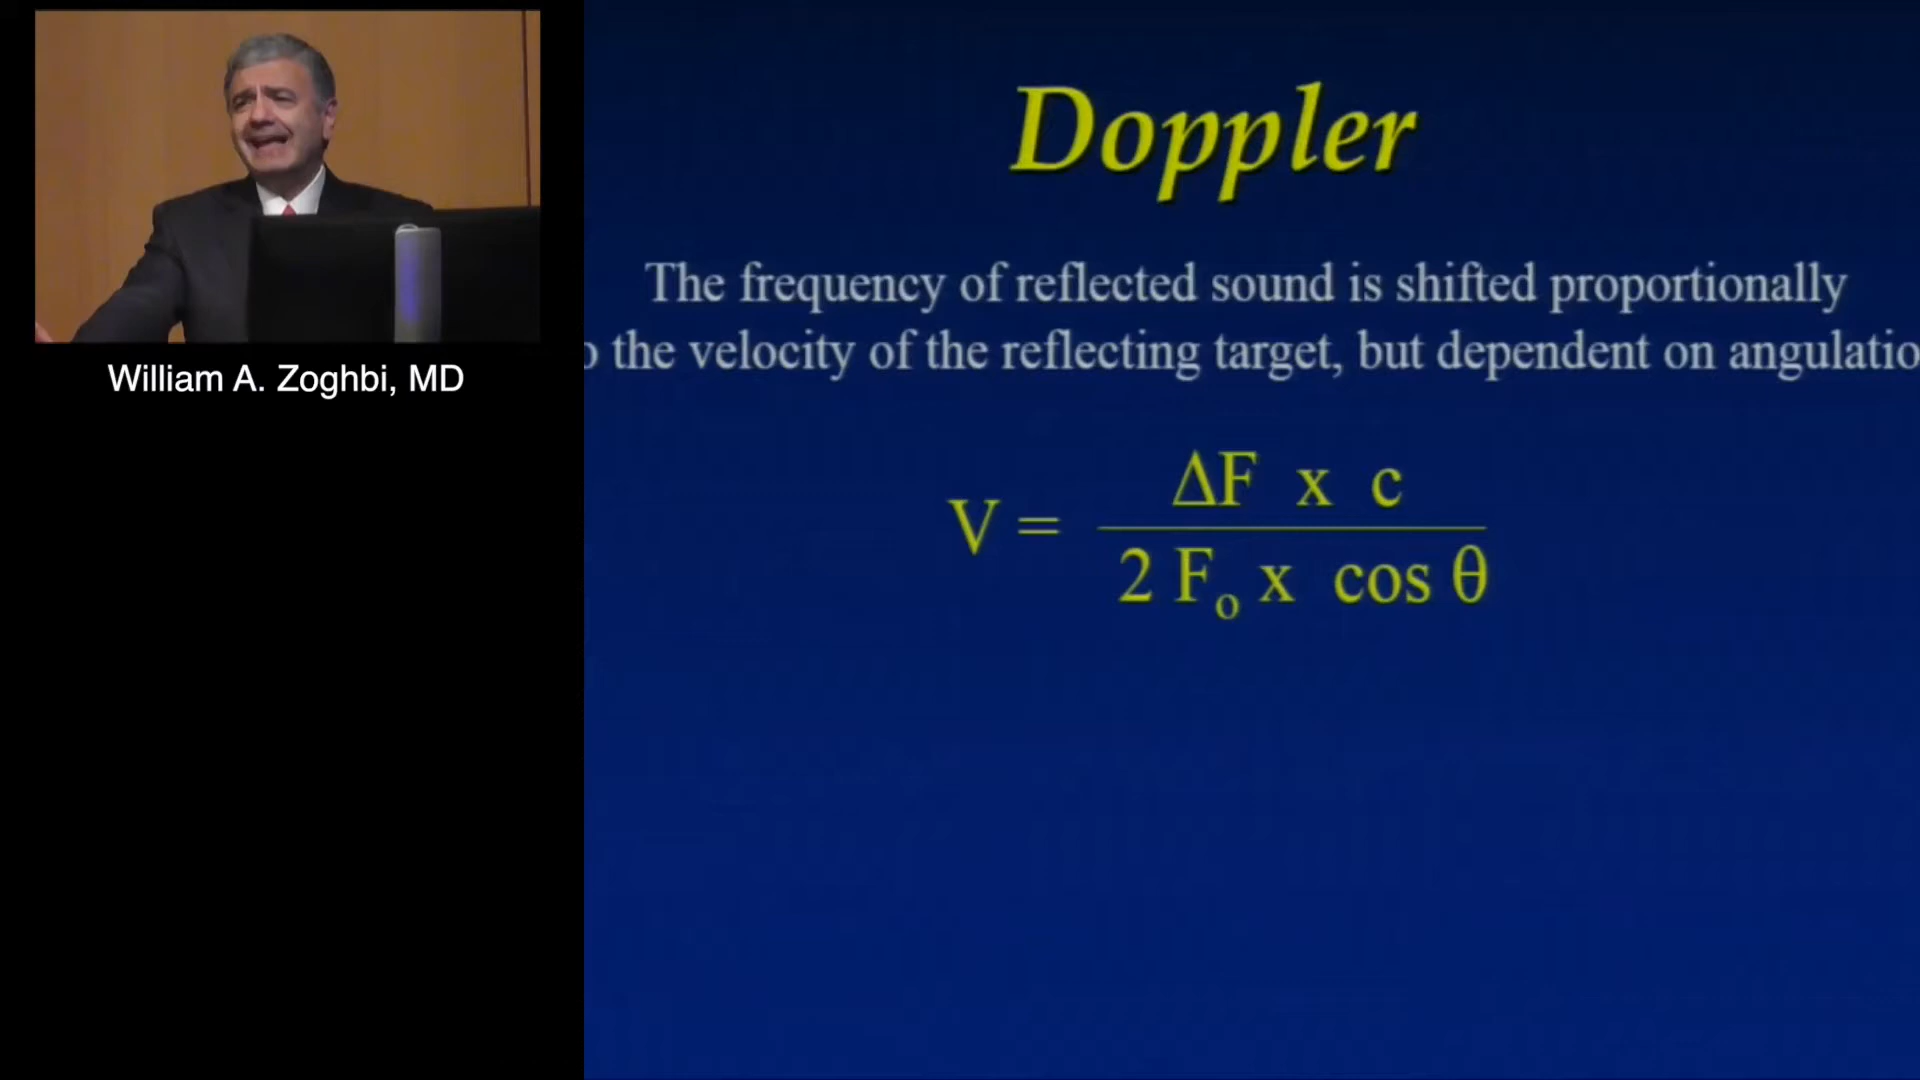 William A. Zoghbi, MD
Doppler
The frequency of reflected sound is shifted proportionally
o the velocity of the reflecting target, but dependent on angulatio
V = ΔF x c
2 Fo x cos θ